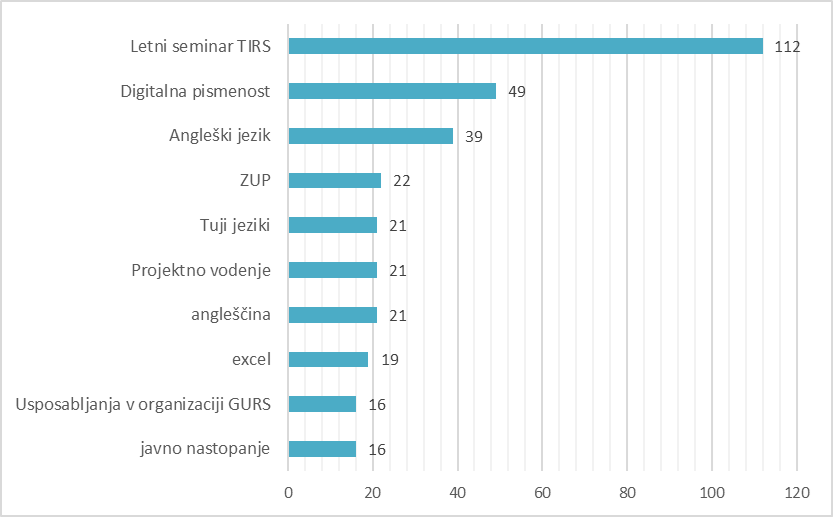 Letni seminar TIRS 112
Digitalna pismenost 49
Angleški jezik 39
ZUP 22
Tuji jeziki 21
Projektno vodenje 21
angleščina 21
excel 19
Usposabljanja v organizaciji GURS 16
javno nastopanje 16
0 20 40 60 80 100 120